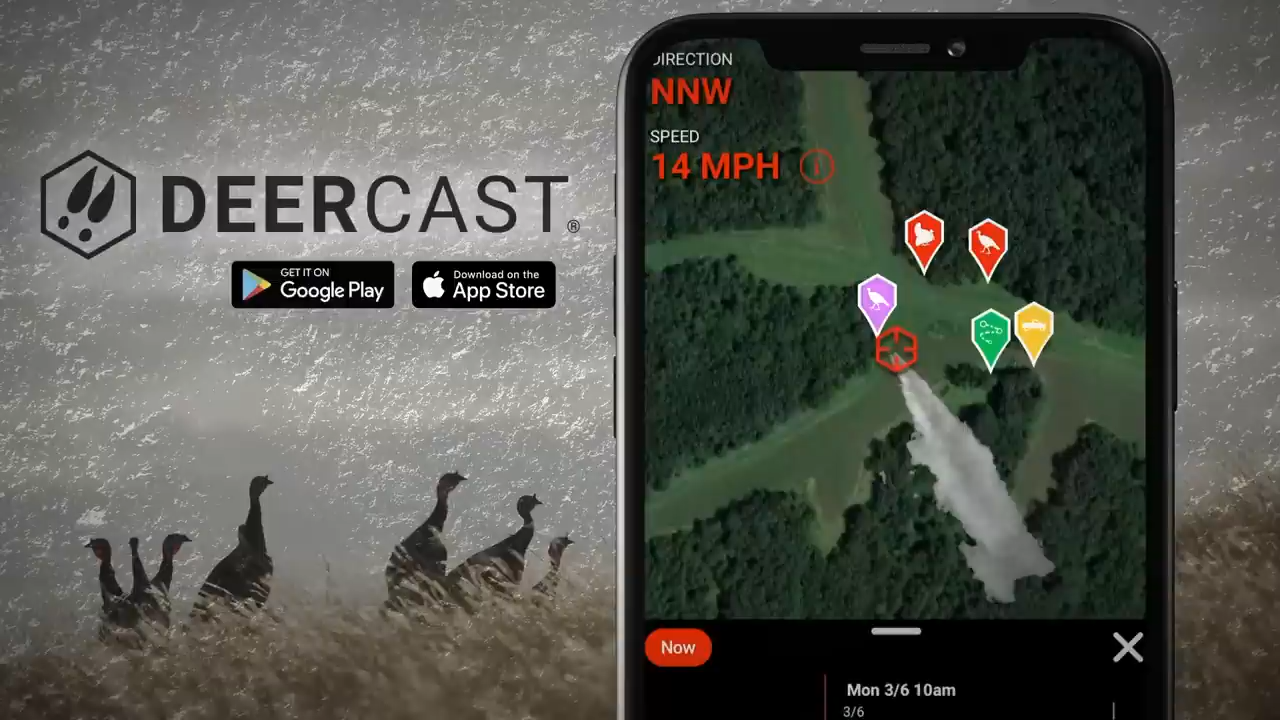 DEERCAST®
GET IT ON
Google Play
Download on the
App Store
DIRECTION
NNW
SPEED
14 MPH
Now
Mon 3/6 10am
3/6